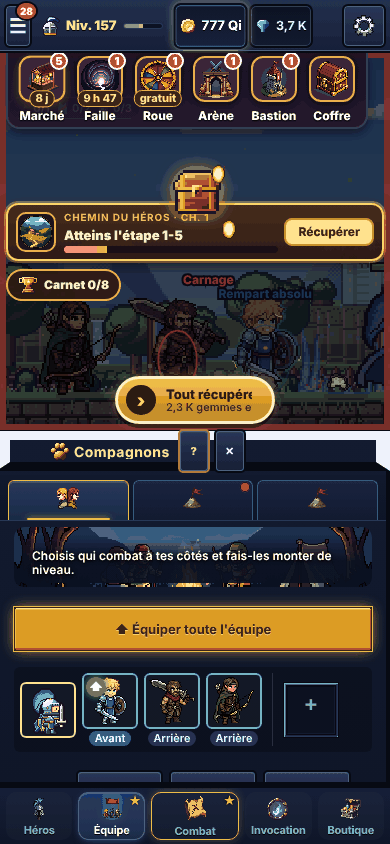 28
Niv. 157
777 Qi
3,7 K
5
1
1
1
1
8 j
9 h 47
gratuit
Marché
Faille
Roue
Arène
Bastion
Coffre
CHEMIN DU HÉROS · CH. 1
Atteins l'étape 1-5
Récupérer
Carnet 0/8
Carnage
Rempart absolu
Tout récupére
2,3 K gemmes e
Compagnons
?
×
Choisis qui combat à tes côtés et fais-les monter de
niveau.
Équiper toute l'équipe
+
Avant
Arrière
Arrière
Héros
Équipe
Combat
Invocation
Boutique